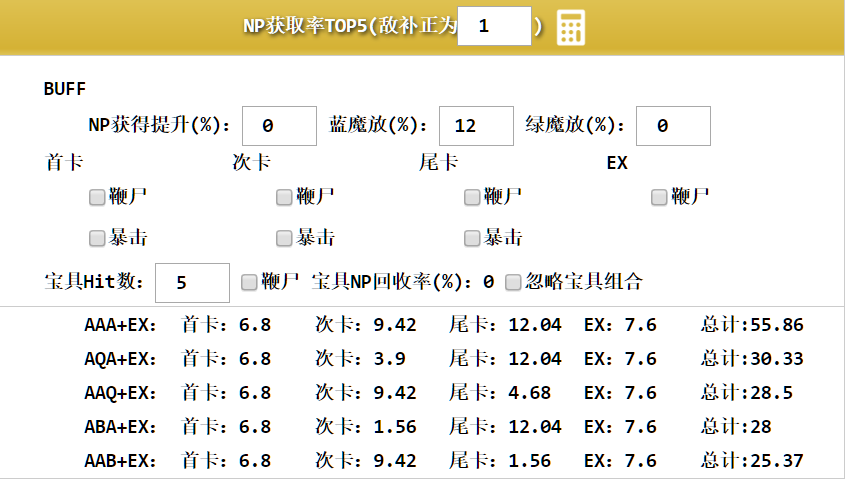 NP获取率TOP5(敌补正为 1 )
BUFF
NP获得提升(%): 0 蓝魔放(%): 12 绿魔放(%): 0
首卡 次卡 尾卡 EX
鞭尸 鞭尸 鞭尸 鞭尸
暴击 暴击 暴击
宝具Hit数: 5 鞭尸 宝具NP回收率(%): 0 忽略宝具组合
AAA+EX: 首卡: 6.8 次卡: 9.42 尾卡: 12.04 EX: 7.6 总计:55.86
AQA+EX: 首卡: 6.8 次卡: 3.9 尾卡: 12.04 EX: 7.6 总计:30.33
AAQ+EX: 首卡: 6.8 次卡: 9.42 尾卡: 4.68 EX: 7.6 总计:28.5
ABA+EX: 首卡: 6.8 次卡: 1.56 尾卡: 12.04 EX: 7.6 总计:28
AAB+EX: 首卡: 6.8 次卡: 9.42 尾卡: 1.56 EX: 7.6 总计:25.37